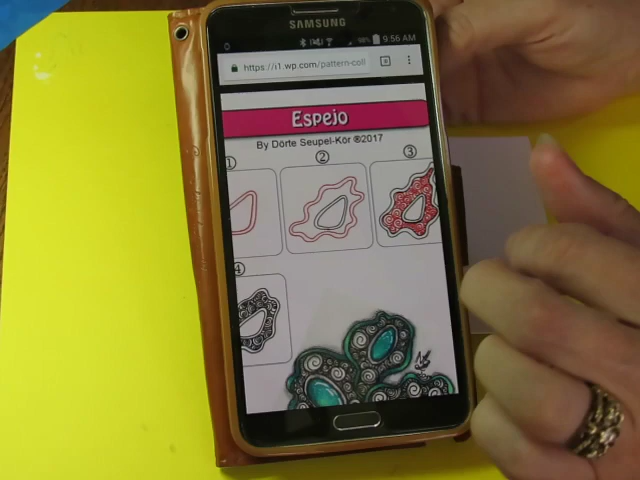 SAMSUNG
98% 9:56 AM
https://i1.wp.com/pattern-coll
Espejo
By Dörte Seupel-Kör ®2017
① ② ③
④